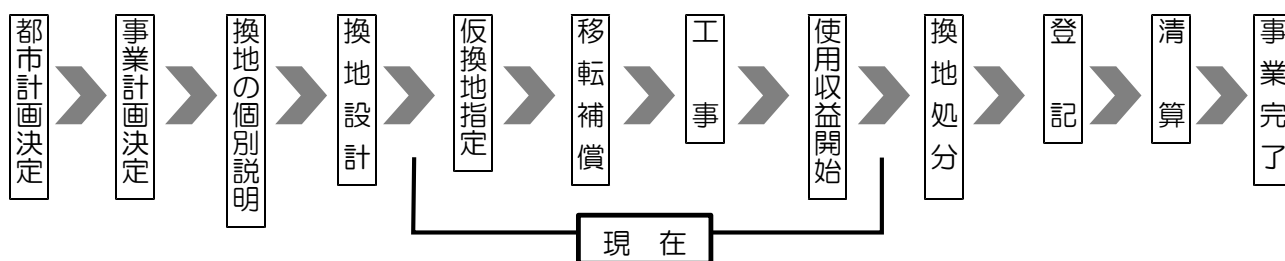 都市計画決定
事業計画決定
換地の個別説明
換地設計
仮換地指定
移転補償
工事
使用収益開始
換地処分
登記
清算
事業完了
現在